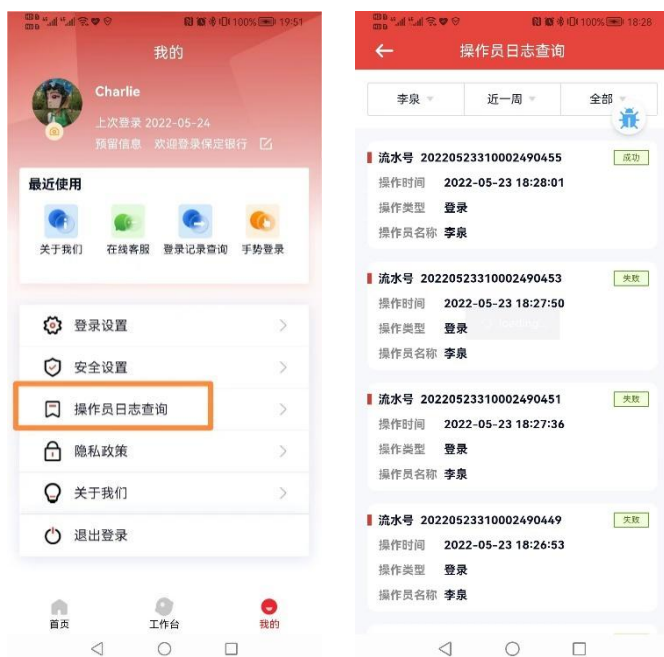 100% 19:51
我的
Charlie
上次登录 2022-05-24
预留信息 欢迎登录保定银行
最近使用
关于我们
在线客服
登录记录查询
手势登录
登录设置
安全设置
操作员日志查询
隐私政策
关于我们
退出登录
首页
工作台
我的
100% 18:28
操作员日志查询
李泉
近一周
全部
流水号 20220523310002490455 成功
操作时间 2022-05-23 18:28:01
操作类型 登录
操作员名称 李泉
流水号 20220523310002490453 失败
操作时间 2022-05-23 18:27:50
操作类型 登录
loading..
操作员名称 李泉
流水号 20220523310002490451 失败
操作时间 2022-05-23 18:27:36
操作类型 登录
操作员名称 李泉
流水号 20220523310002490449 失败
操作时间 2022-05-23 18:26:53
操作类型 登录
操作员名称 李泉